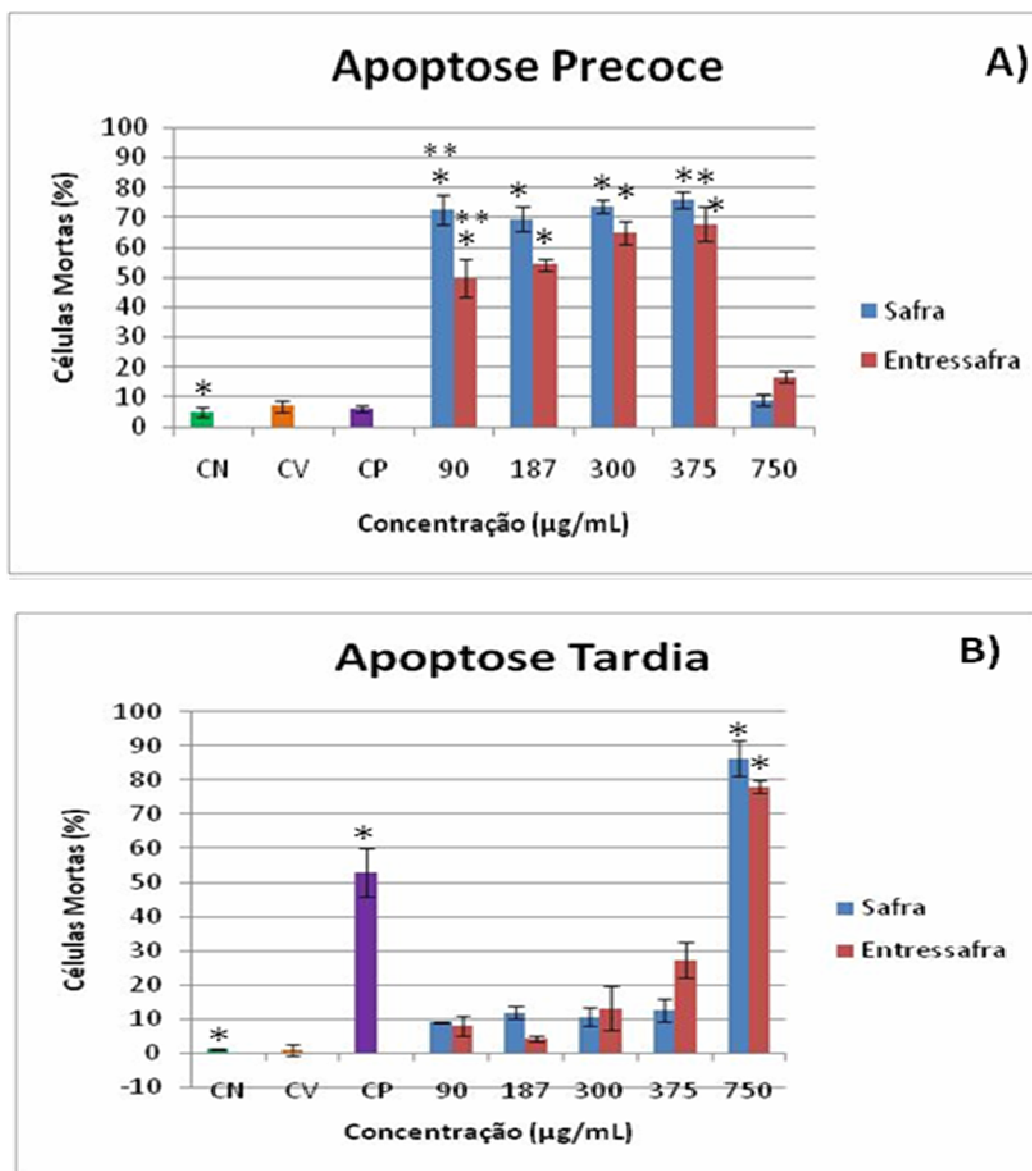 Apoptose Precoce
A)
Células Mortas (%)
100
90
80
70
60
50
40
30
20
10
0
** * ** * * * * * * * * *
CN CV CP 90 187 300 375 750
Concentração (µg/mL)
Safra
Entressafra
Apoptose Tardia
B)
Células Mortas (%)
100
90
80
70
60
50
40
30
20
10
0
-10
* * * *
CN CV CP 90 187 300 375 750
Concentração (µg/mL)
Safra
Entressafra